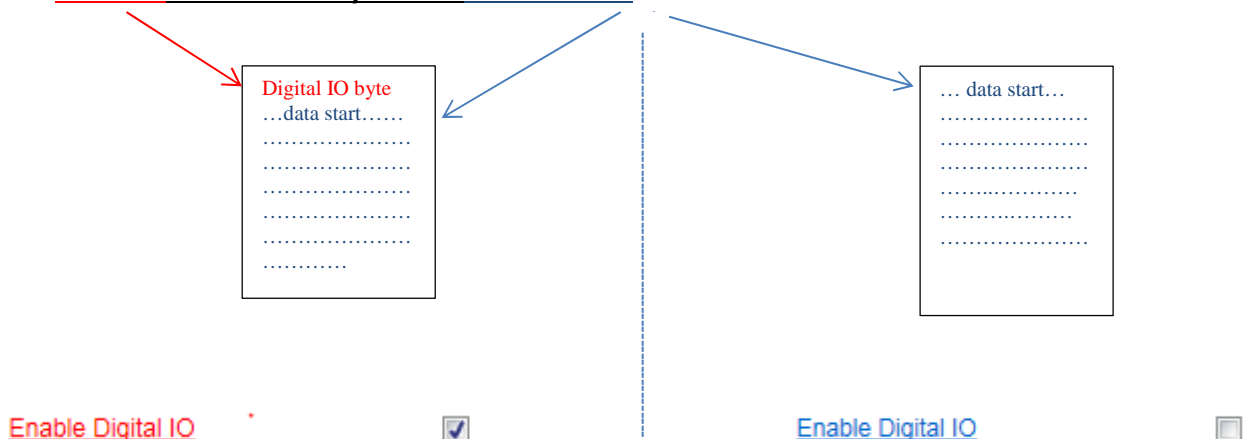 Digital IO byte
…data start……
…………………
…………………
…………………
…………………
…………………
…………
… data start…
…………………
…………………
…………………
……..…………
……….………
…………………
Enable Digital IO *
Enable Digital IO